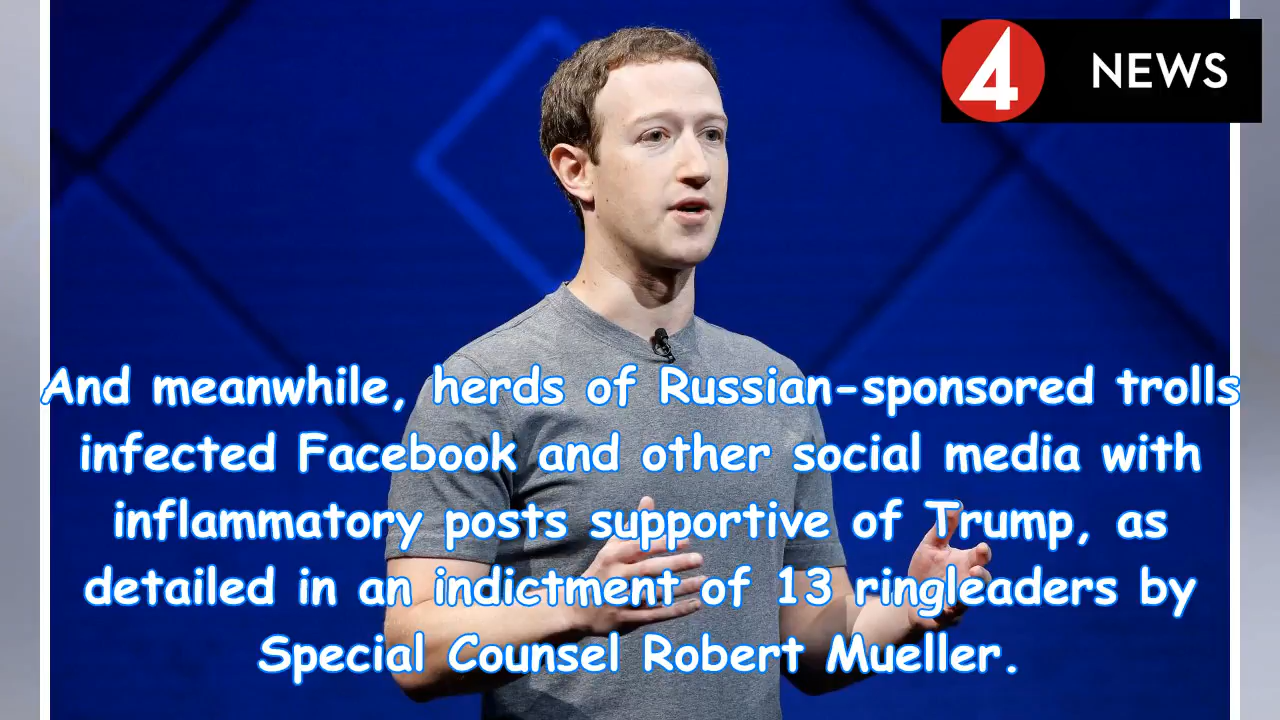 4 NEWS
And meanwhile, herds of Russian-sponsored trolls
infected Facebook and other social media with
inflammatory posts supportive of Trump, as
detailed in an indictment of 13 ringleaders by
Special Counsel Robert Mueller.